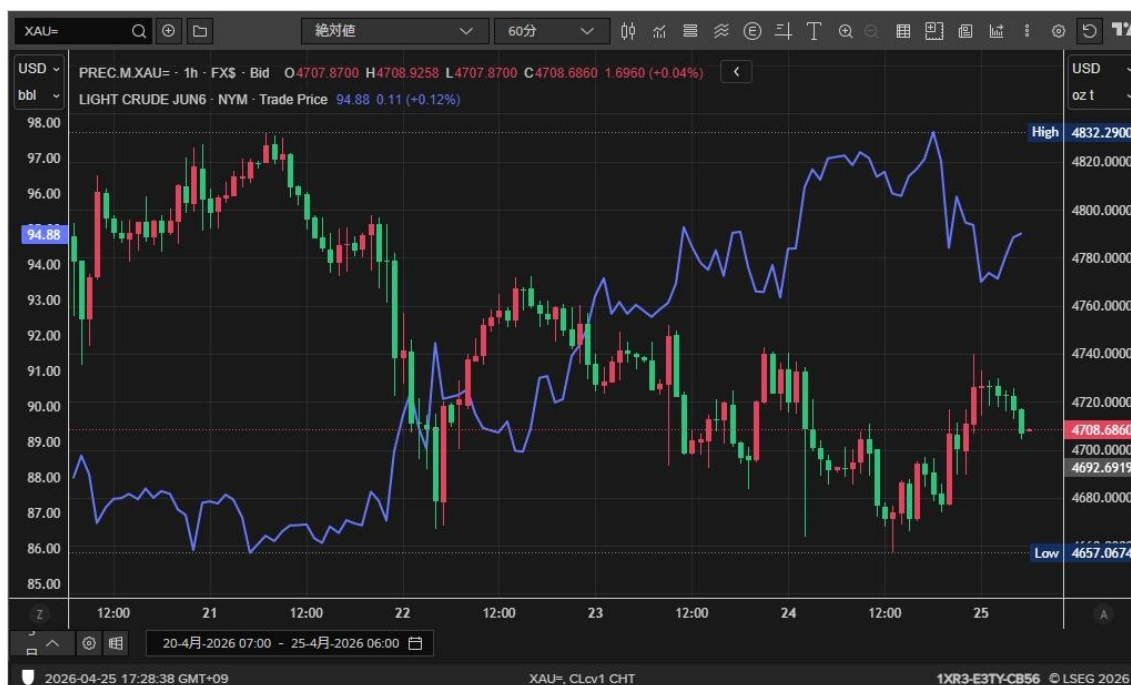 XAU=
絶対値
60分
USD
bbl
PREC.M.XAU= · 1h · FX$ · Bid O4707.8700 H4708.9258 L4707.8700 C4708.6860 1.6960 (+0.04%)
LIGHT CRUDE JUN6 · NYM · Trade Price 94.88 0.11 (+0.12%)
USD
oz t
98.00
97.00
96.00
94.88
94.00
93.00
92.00
91.00
90.00
89.00
88.00
87.00
86.00
85.00
High 4832.2900
4820.0000
4800.0000
4780.0000
4760.0000
4740.0000
4720.0000
4708.6860
4700.0000
4692.6919
4680.0000
Low 4657.0674
Z
12:00 21 12:00 22 12:00 23 12:00 24 12:00 25
A
日
20-4月-2026 07:00 - 25-4月-2026 06:00
2026-04-25 17:28:38 GMT+09
XAU=, CLcv1 CHT
1XR3-E3TY-CB56 © LSEG 2026